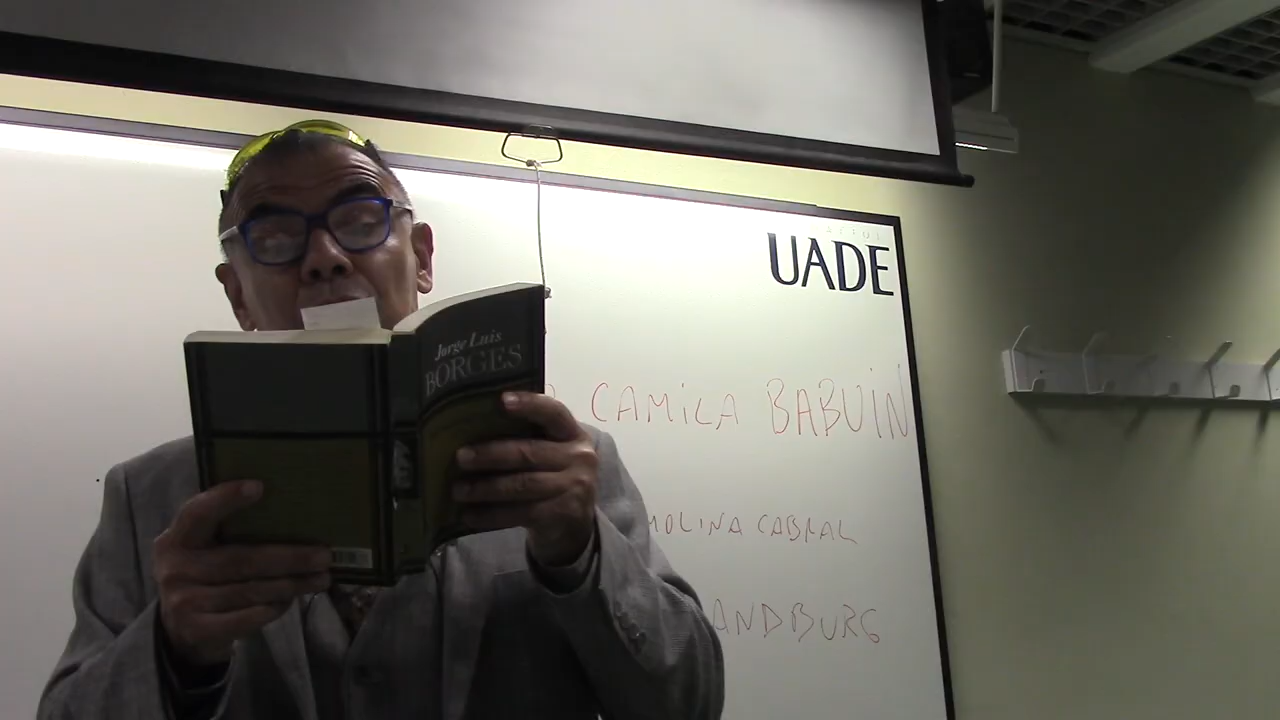 UADE
Jorge Luis
BORGES
CAMiLA BABUiN
MOLINA CABRAL
ANDBURG